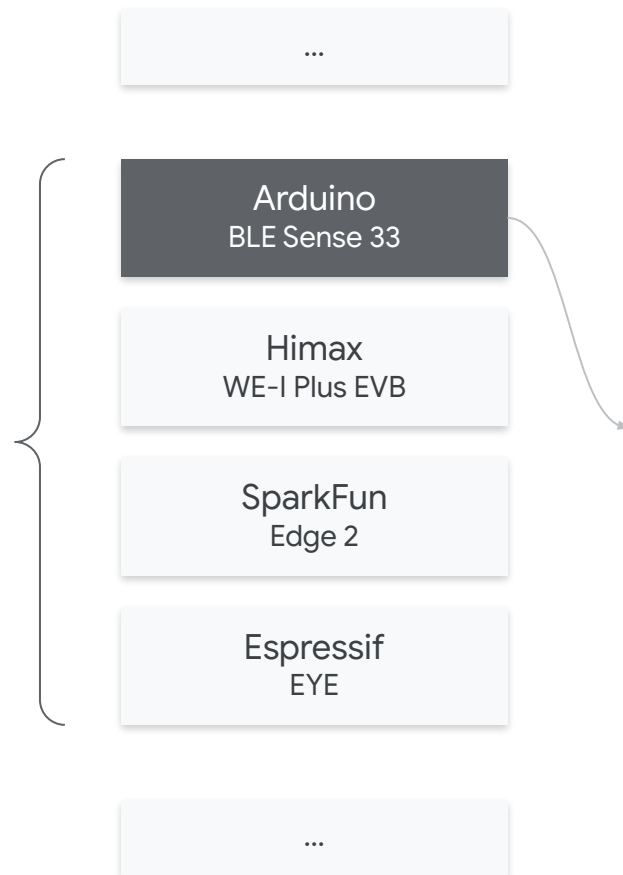 ...
Arduino
BLE Sense 33
Himax
WE-I Plus EVB
SparkFun
Edge 2
Espressif
EYE
...